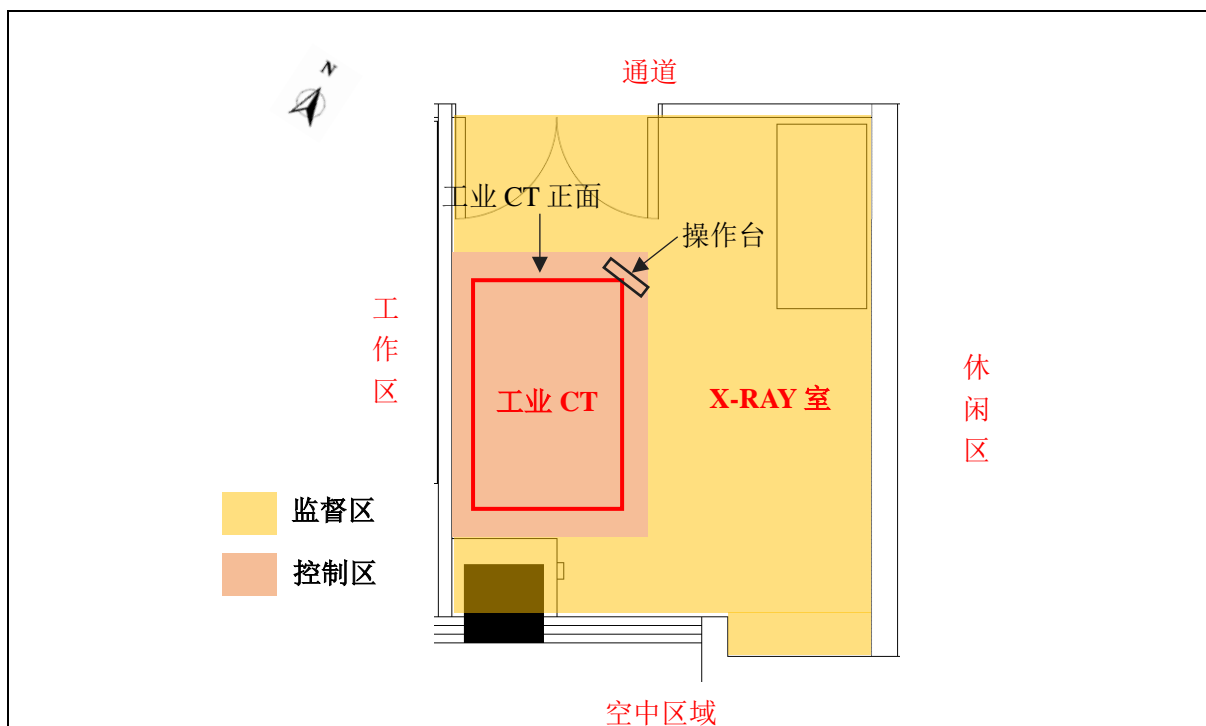 N
通道
工业 CT 正面
操作台
工作区
工业 CT
X-RAY 室
休闲区
监督区
控制区
空中区域